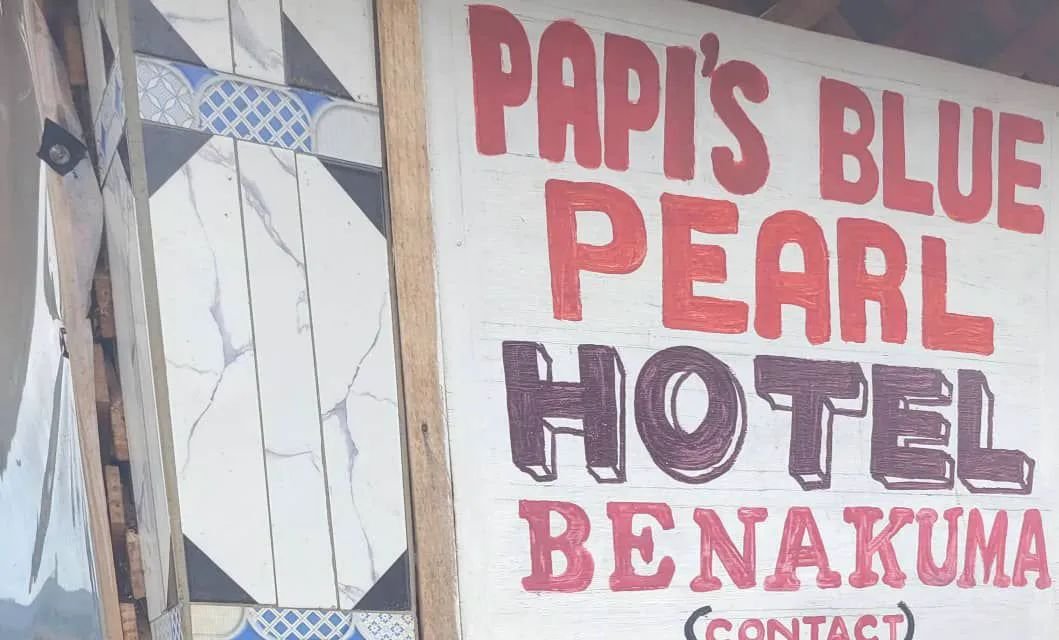 PAPI'S BLUE
PEARL
HOTEL
BENAKUMA
(CONTACT)